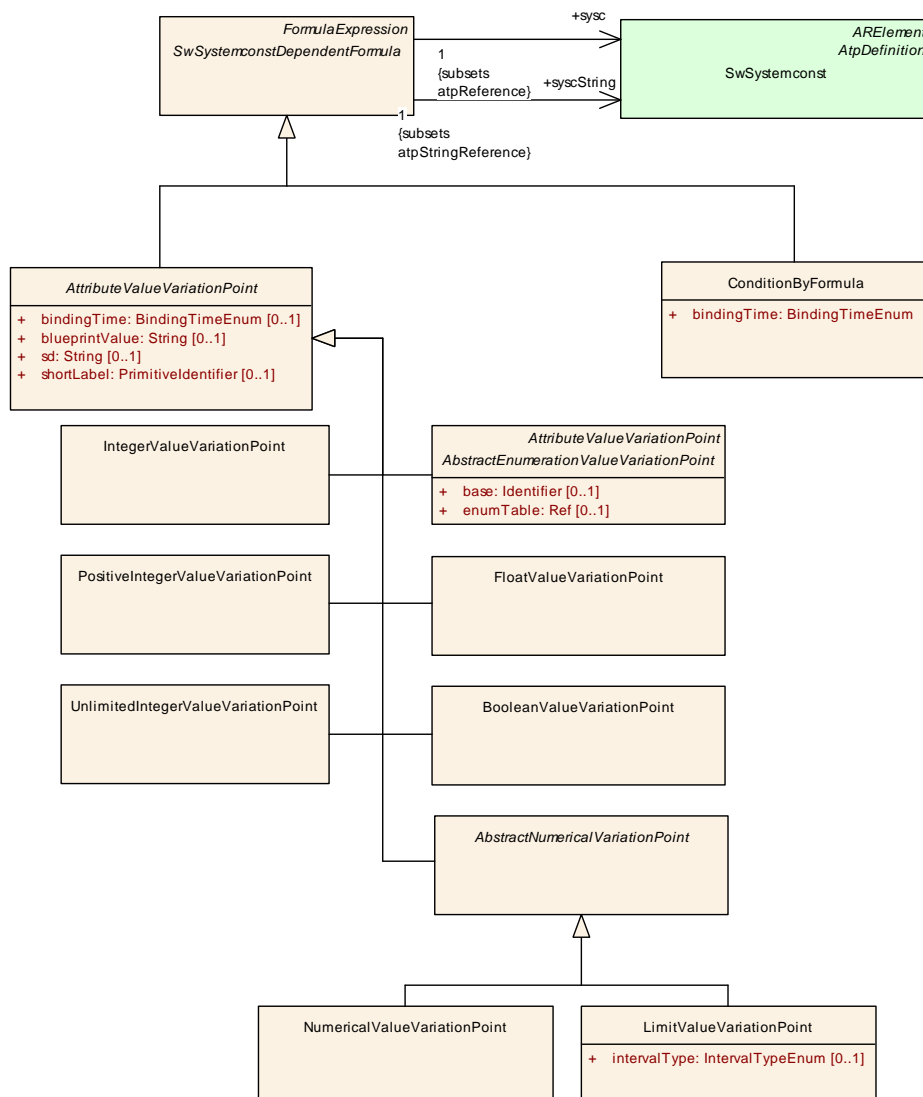 FormulaExpression
SwSystemconstDependentFormula
+sysc
1
{subsets
atpReference}
+syscString
1
{subsets
atpStringReference}
ARElement
AtpDefinition
SwSystemconst
AttributeValueVariationPoint
+ bindingTime: BindingTimeEnum [0..1]
+ blueprintValue: String [0..1]
+ sd: String [0..1]
+ shortLabel: PrimitiveIdentifier [0..1]
ConditionByFormula
+ bindingTime: BindingTimeEnum
IntegerValueVariationPoint
AttributeValueVariationPoint
AbstractEnumerationValueVariationPoint
+ base: Identifier [0..1]
+ enumTable: Ref [0..1]
PositiveIntegerValueVariationPoint
FloatValueVariationPoint
UnlimitedIntegerValueVariationPoint
BooleanValueVariationPoint
AbstractNumericalVariationPoint
NumericalValueVariationPoint
LimitValueVariationPoint
+ intervalType: IntervalTypeEnum [0..1]